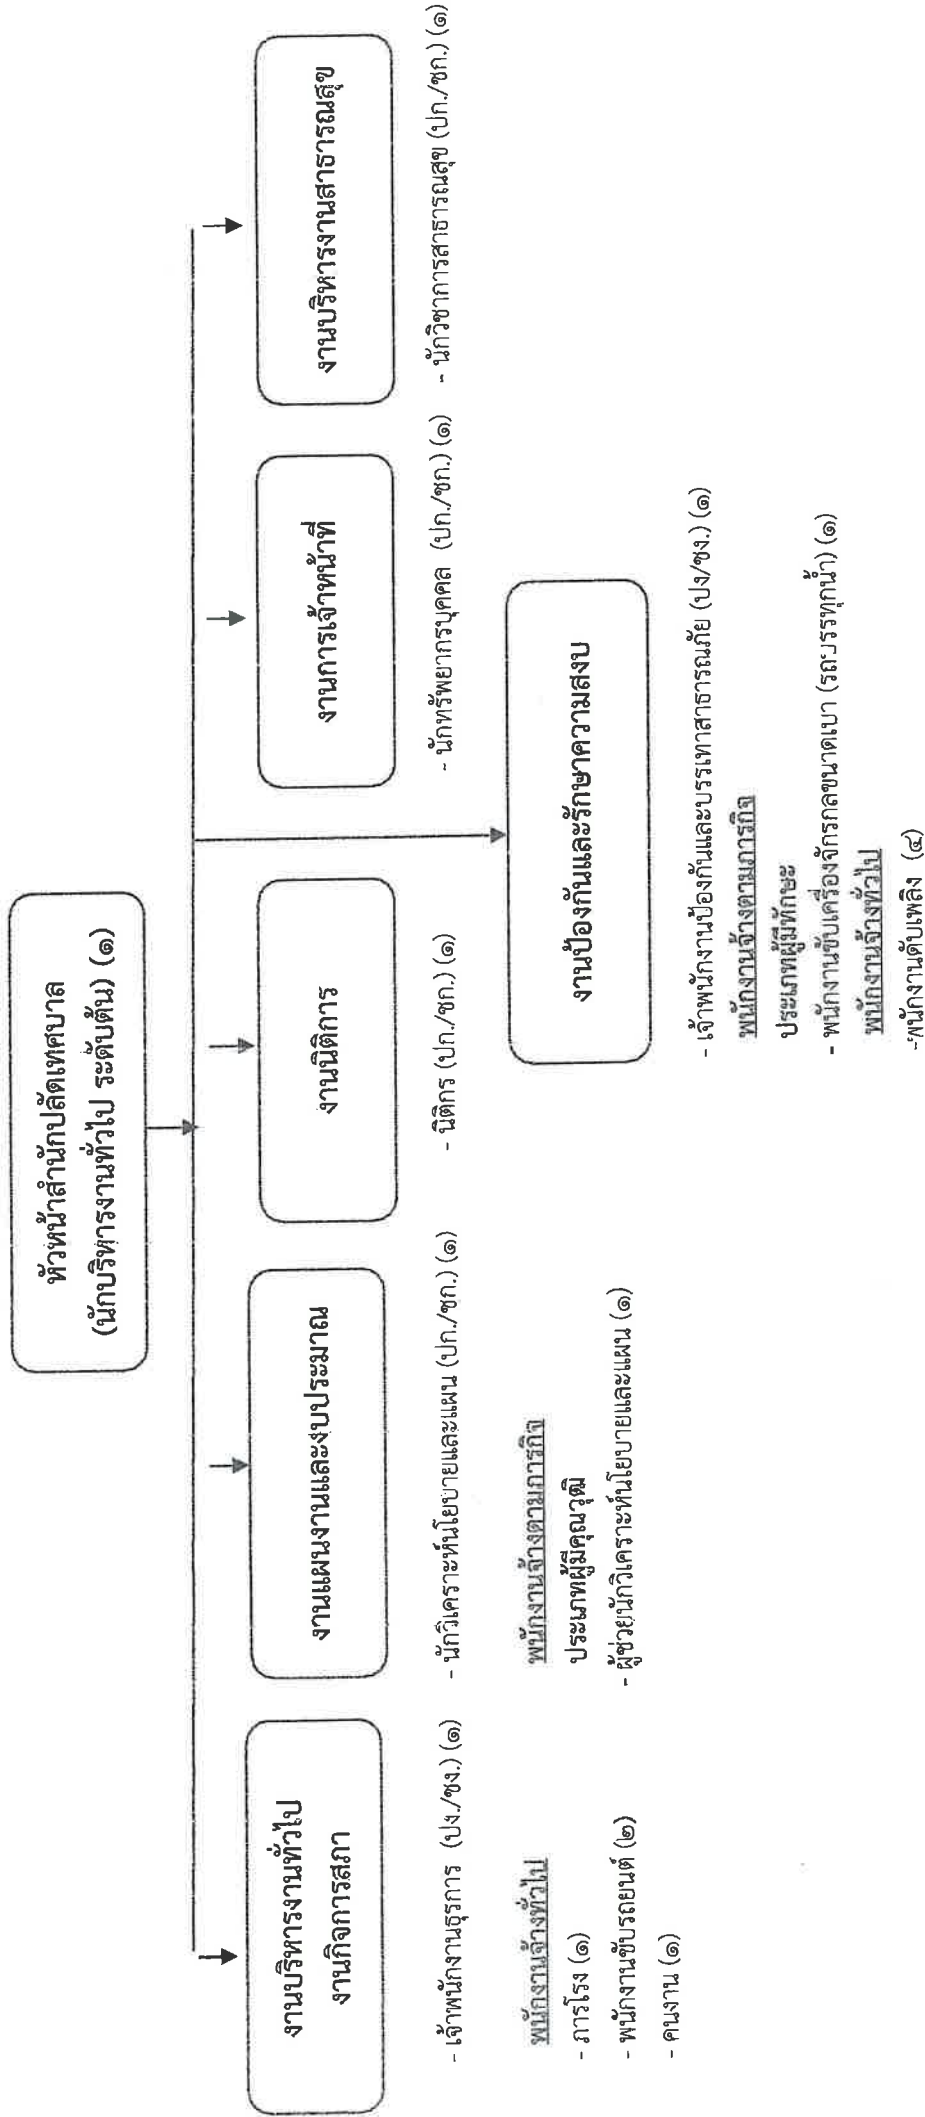 หัวหน้าสำนักปลัดเทศบาล
(นักบริหารงานทั่วไป ระดับต้น) (๑)
งานบริหารงานทั่วไป
งานกิจการสภา
- เจ้าพนักงานธุรการ (ปง./ชง.) (๑)
พนักงานจ้างทั่วไป
- ภารโรง (๑)
- พนักงานขับรถยนต์ (๒)
- คนงาน (๑)
งานแผนงานและงบประมาณ
- นักวิเคราะห์นโยบายและแผน (ปก./ชก.) (๑)
พนักงานจ้างตามภารกิจ
ประเภทผู้มีคุณวุฒิ
- ผู้ช่วยนักวิเคราะห์นโยบายและแผน (๑)
งานนิติการ
- นิติกร (ปก./ชก.) (๑)
งานการเจ้าหน้าที่
- นักทรัพยากรบุคคล (ปก./ชก.) (๑)
งานบริหารงานสาธารณสุข
- นักวิชาการสาธารณสุข (ปก./ชก.) (๑)
งานป้องกันและรักษาความสงบ
- เจ้าพนักงานป้องกันและบรรเทาสาธารณภัย (ปง/ชง.) (๑)
พนักงานจ้างตามภารกิจ
ประเภทผู้มีทักษะ
- พนักงานขับเครื่องจักรกลขนาดเบา (รถบรรทุกน้ำ) (๑)
พนักงานจ้างทั่วไป
-พนักงานดับเพลิง (๔)